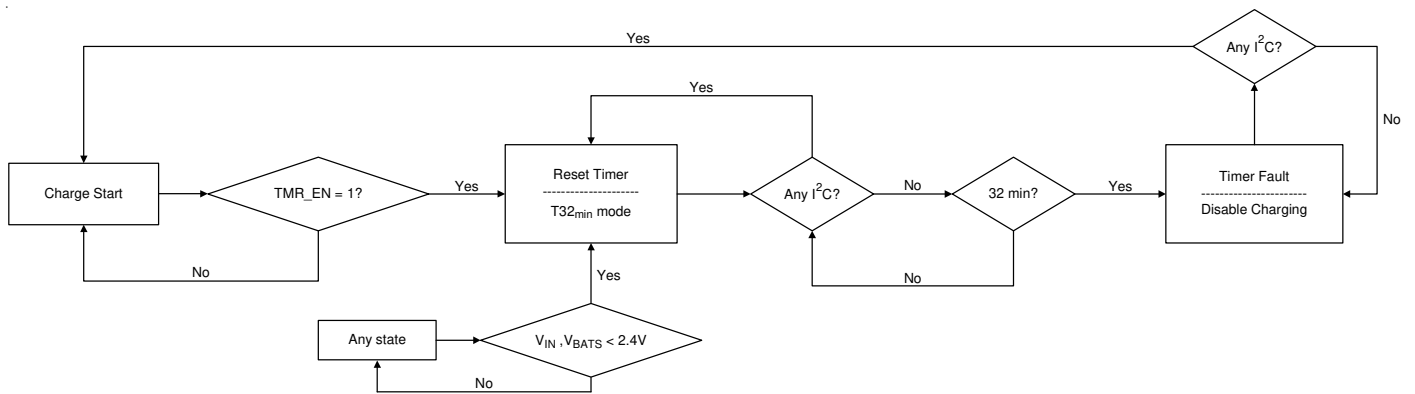 Any I²C?
Yes
No
Yes
Charge Start
TMR_EN = 1?
Yes
Reset Timer
T32min mode
Any I²C?
No
32 min?
Yes
Timer Fault
Disable Charging
No
No
Yes
Any state
VIN ,VBATS < 2.4V
No